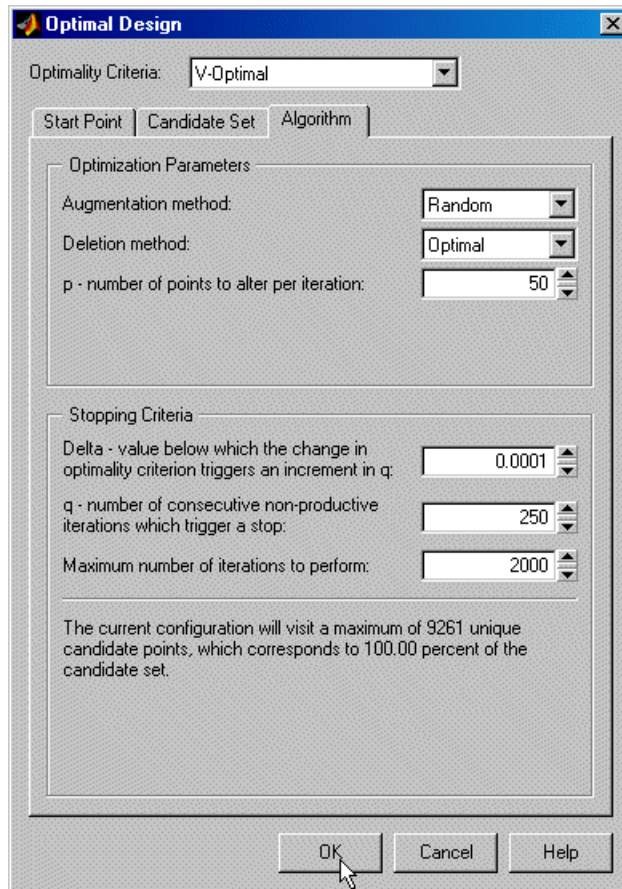 Optimal Design
Optimality Criteria: V-Optimal
Start Point Candidate Set Algorithm
Optimization Parameters
Augmentation method: Random
Deletion method: Optimal
p - number of points to alter per iteration: 50
Stopping Criteria
Delta - value below which the change in
optimality criterion triggers an increment in q: 0.0001
q - number of consecutive non-productive
iterations which trigger a stop: 250
Maximum number of iterations to perform: 2000
The current configuration will visit a maximum of 9261 unique
candidate points, which corresponds to 100.00 percent of the
candidate set.
OK Cancel Help